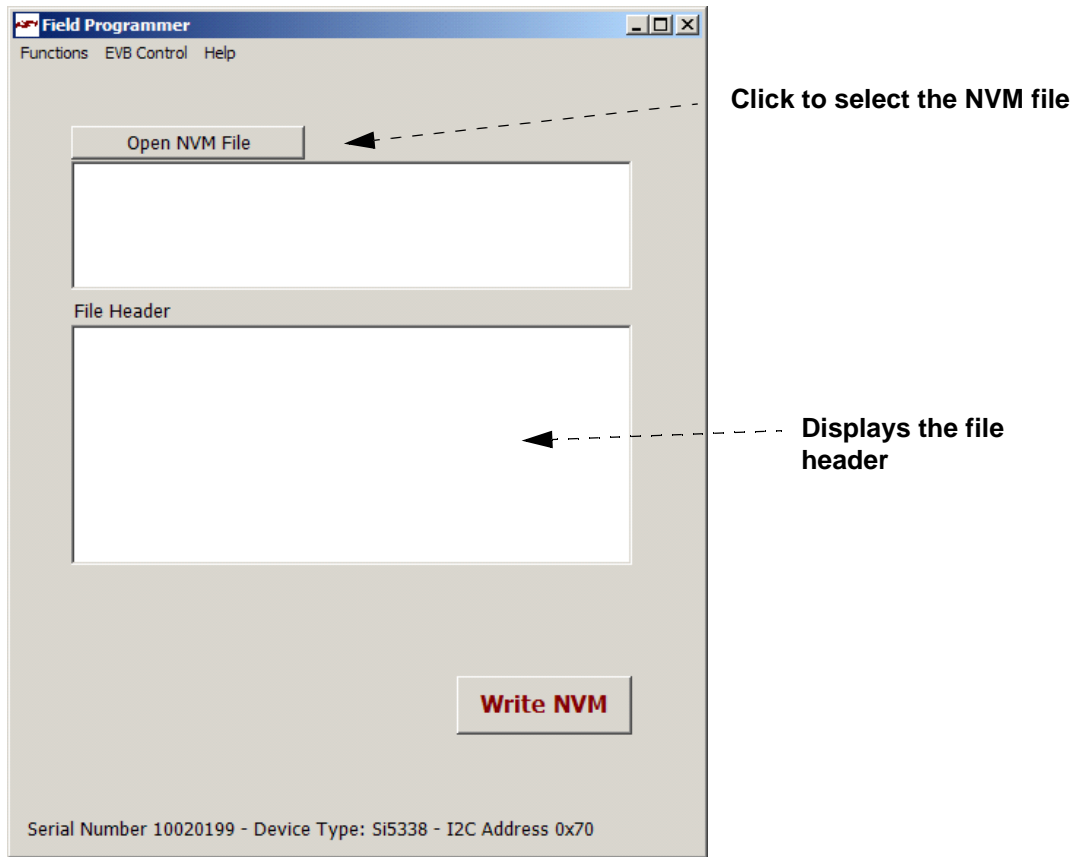 Field Programmer
Functions EVB Control Help
Click to select the NVM file
Open NVM File
File Header
Displays the file
header
Write NVM
Serial Number 10020199 - Device Type: Si5338 - I2C Address 0x70